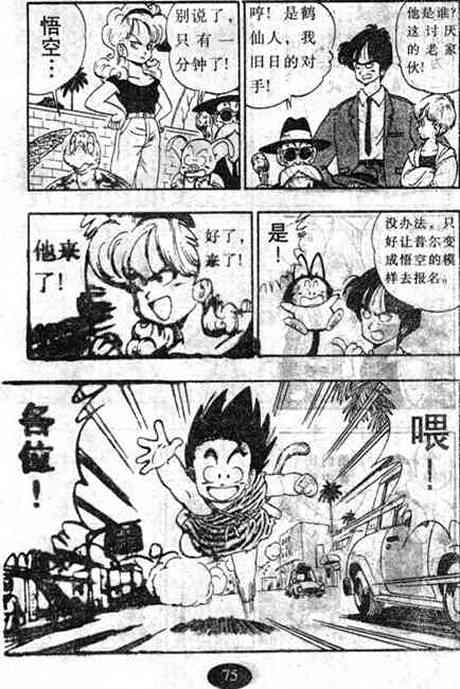 他是谁?
这讨厌
的老家
伙!
哼!是鹤
仙人,我
旧日的对
手!
别说了,
只有一
分钟了!
悟空…
没办法,只
好让普尔变
成悟空的模
样去报名。
是!
好了,
来了!
他来
了!
喂…
各位!
75